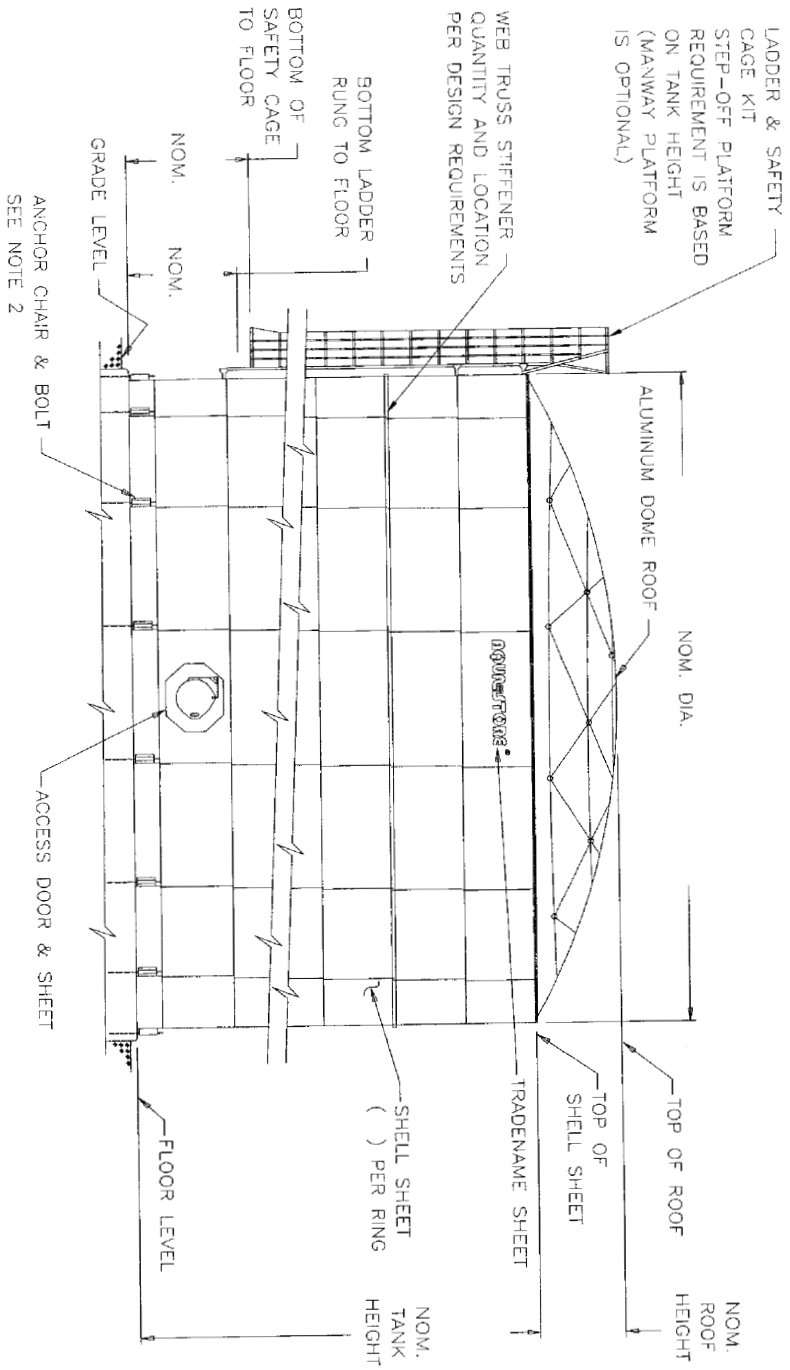 LADDER & SAFETY
CAGE KIT
STEP-OFF PLATFORM
REQUIREMENT IS BASED
ON TANK HEIGHT
(MANWAY PLATFORM
IS OPTIONAL)
WEB TRUSS STIFFENER
QUANTITY AND LOCATION
PER DESIGN REQUIREMENTS
BOTTOM LADDER
RUNG TO FLOOR
BOTTOM OF
SAFETY CAGE
TO FLOOR
NOM.
NOM.
GRADE LEVEL
ANCHOR CHAIR & BOLT
SEE NOTE 2
NOM. DIA.
ALUMINUM DOME ROOF
AQUASTORE®
ACCESS DOOR & SHEET
NOM.
ROOF
HEIGHT
TOP OF ROOF
TOP OF
SHELL SHEET
TRADENAME SHEET
SHELL SHEET
( ) PER RING
NOM.
TANK
HEIGHT
FLOOR LEVEL